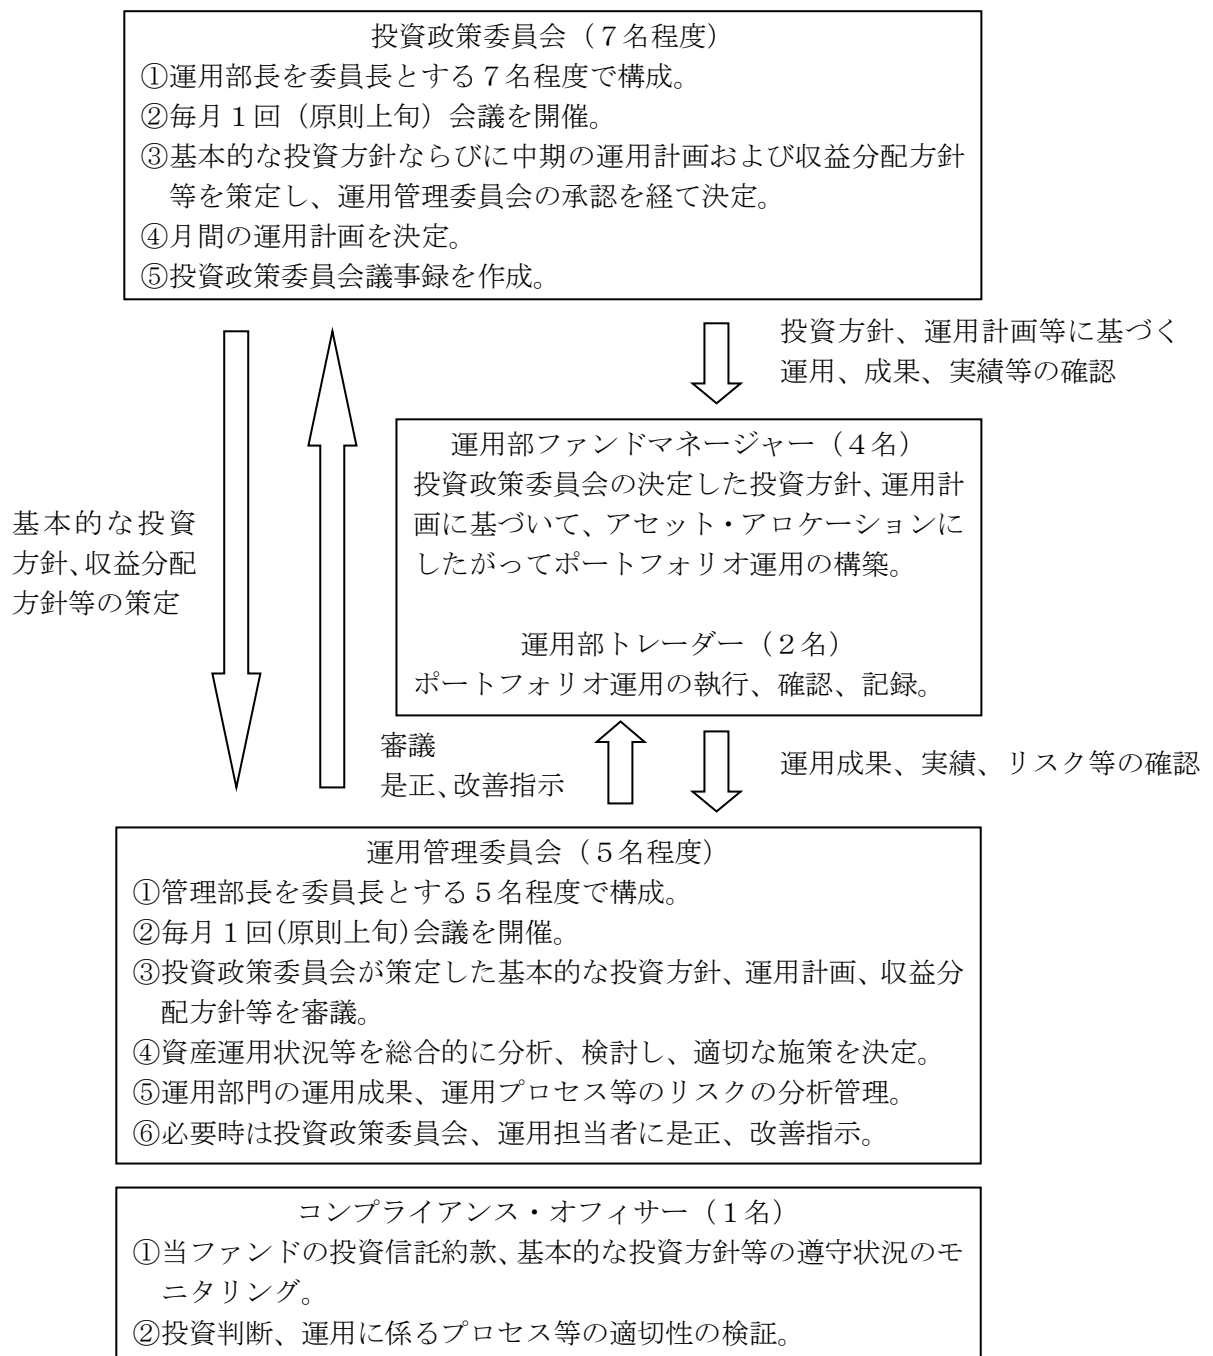 投資政策委員会（７名程度）
①運用部長を委員長とする７名程度で構成。
②毎月１回（原則上旬）会議を開催。
③基本的な投資方針ならびに中期の運用計画および収益分配方針
等を策定し、運用管理委員会の承認を経て決定。
④月間の運用計画を決定。
⑤投資政策委員会議事録を作成。
投資方針、運用計画等に基づく
運用、成果、実績等の確認
運用部ファンドマネージャー（４名）
投資政策委員会の決定した投資方針、運用計
画に基づいて、アセット・アロケーションに
したがってポートフォリオ運用の構築。
運用部トレーダー（２名）
ポートフォリオ運用の執行、確認、記録。
基本的な投資
方針、収益分配
方針等の策定
審議
是正、改善指示
運用成果、実績、リスク等の確認
運用管理委員会（５名程度）
①管理部長を委員長とする５名程度で構成。
②毎月１回(原則上旬)会議を開催。
③投資政策委員会が策定した基本的な投資方針、運用計画、収益分
配方針等を審議。
④資産運用状況等を総合的に分析、検討し、適切な施策を決定。
⑤運用部門の運用成果、運用プロセス等のリスクの分析管理。
⑥必要時は投資政策委員会、運用担当者に是正、改善指示。
コンプライアンス・オフィサー（１名）
①当ファンドの投資信託約款、基本的な投資方針等の遵守状況のモ
ニタリング。
②投資判断、運用に係るプロセス等の適切性の検証。